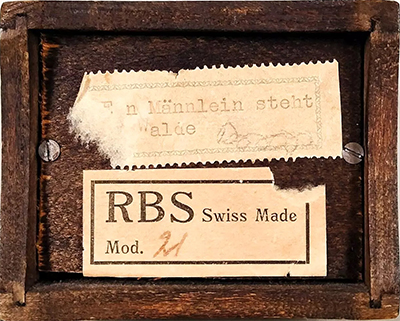 E n Männlein steht
alde
RBS Swiss Made
Mod. 21